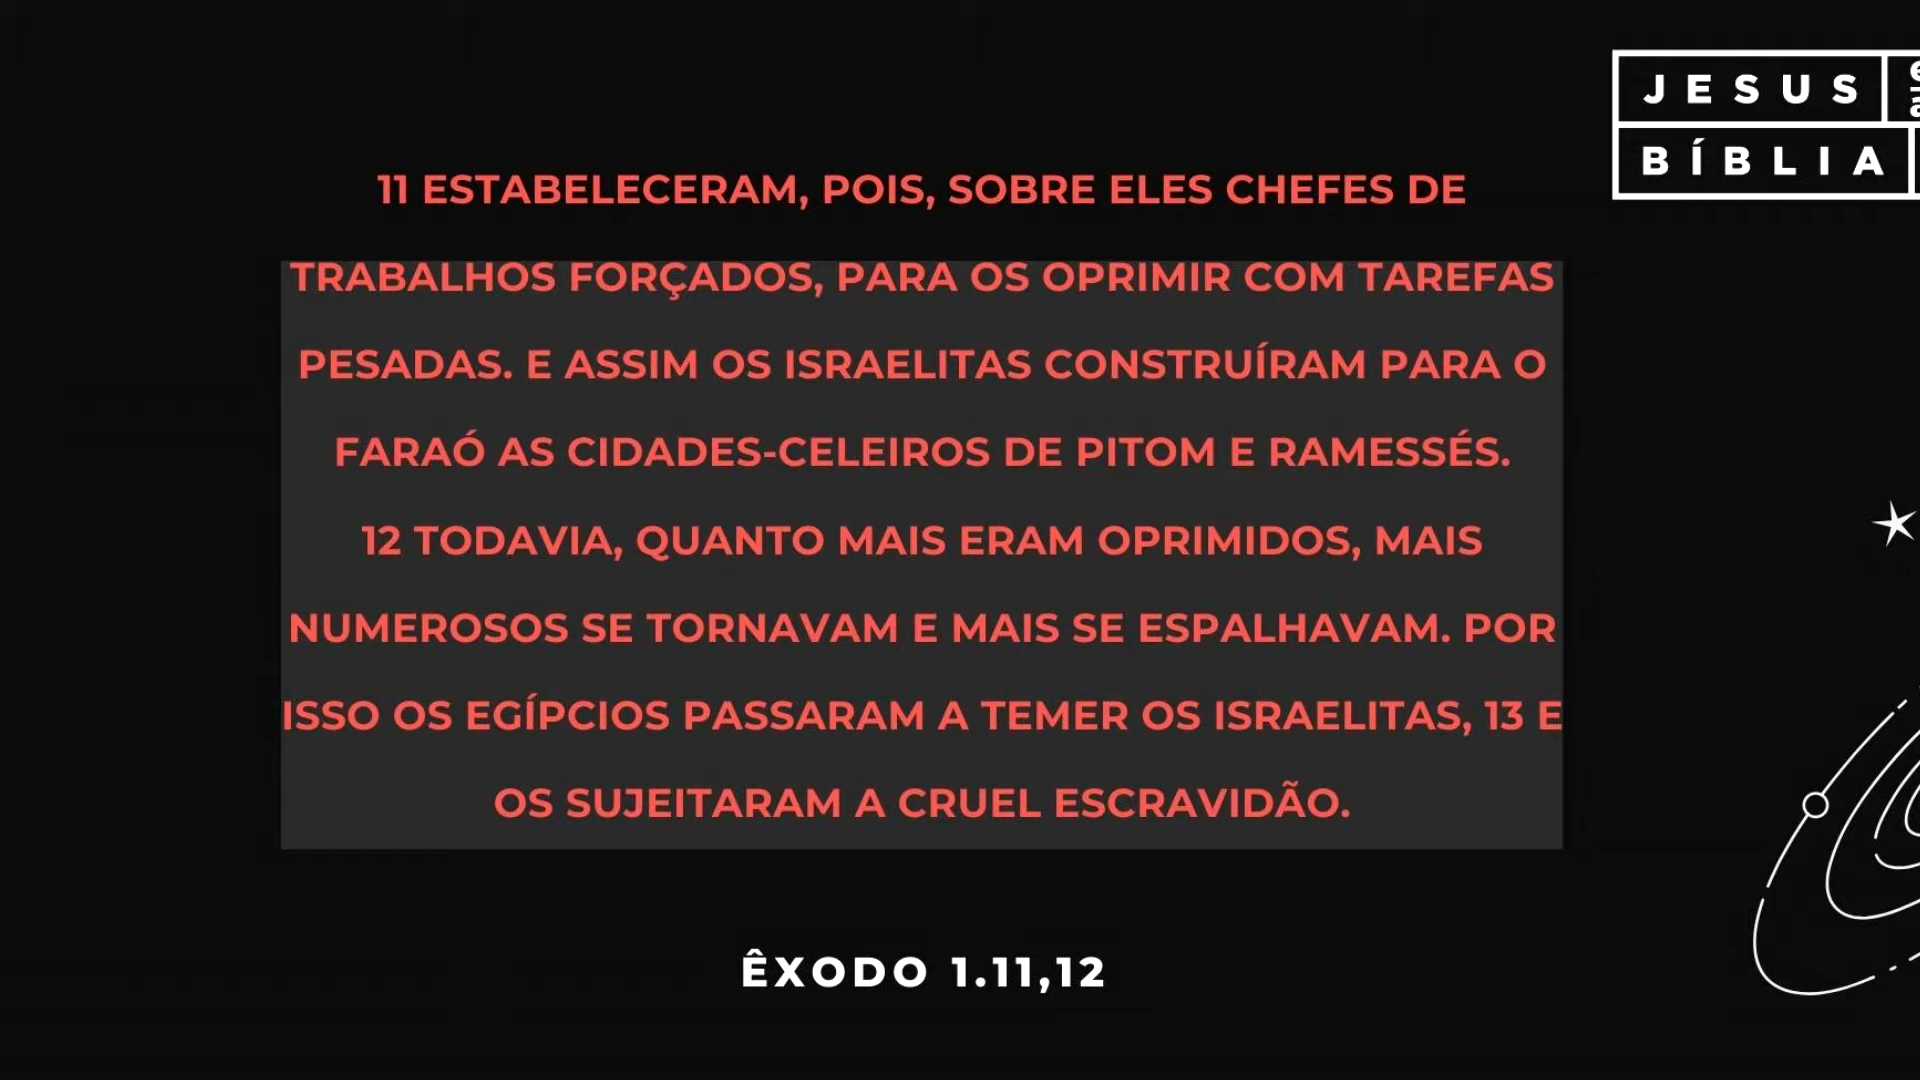 JESUS
BÍBLIA
11 ESTABELECERAM, POIS, SOBRE ELES CHEFES DE
TRABALHOS FORÇADOS, PARA OS OPRIMIR COM TAREFAS
PESADAS. E ASSIM OS ISRAELITAS CONSTRUÍRAM PARA O
FARAÓ AS CIDADES-CELEIROS DE PITOM E RAMESSÉS.
12 TODAVIA, QUANTO MAIS ERAM OPRIMIDOS, MAIS
NUMEROSOS SE TORNAVAM E MAIS SE ESPALHAVAM. POR
ISSO OS EGÍPCIOS PASSARAM A TEMER OS ISRAELITAS, 13 E
OS SUJEITARAM A CRUEL ESCRAVIDÃO.
ÊXODO 1.11,12